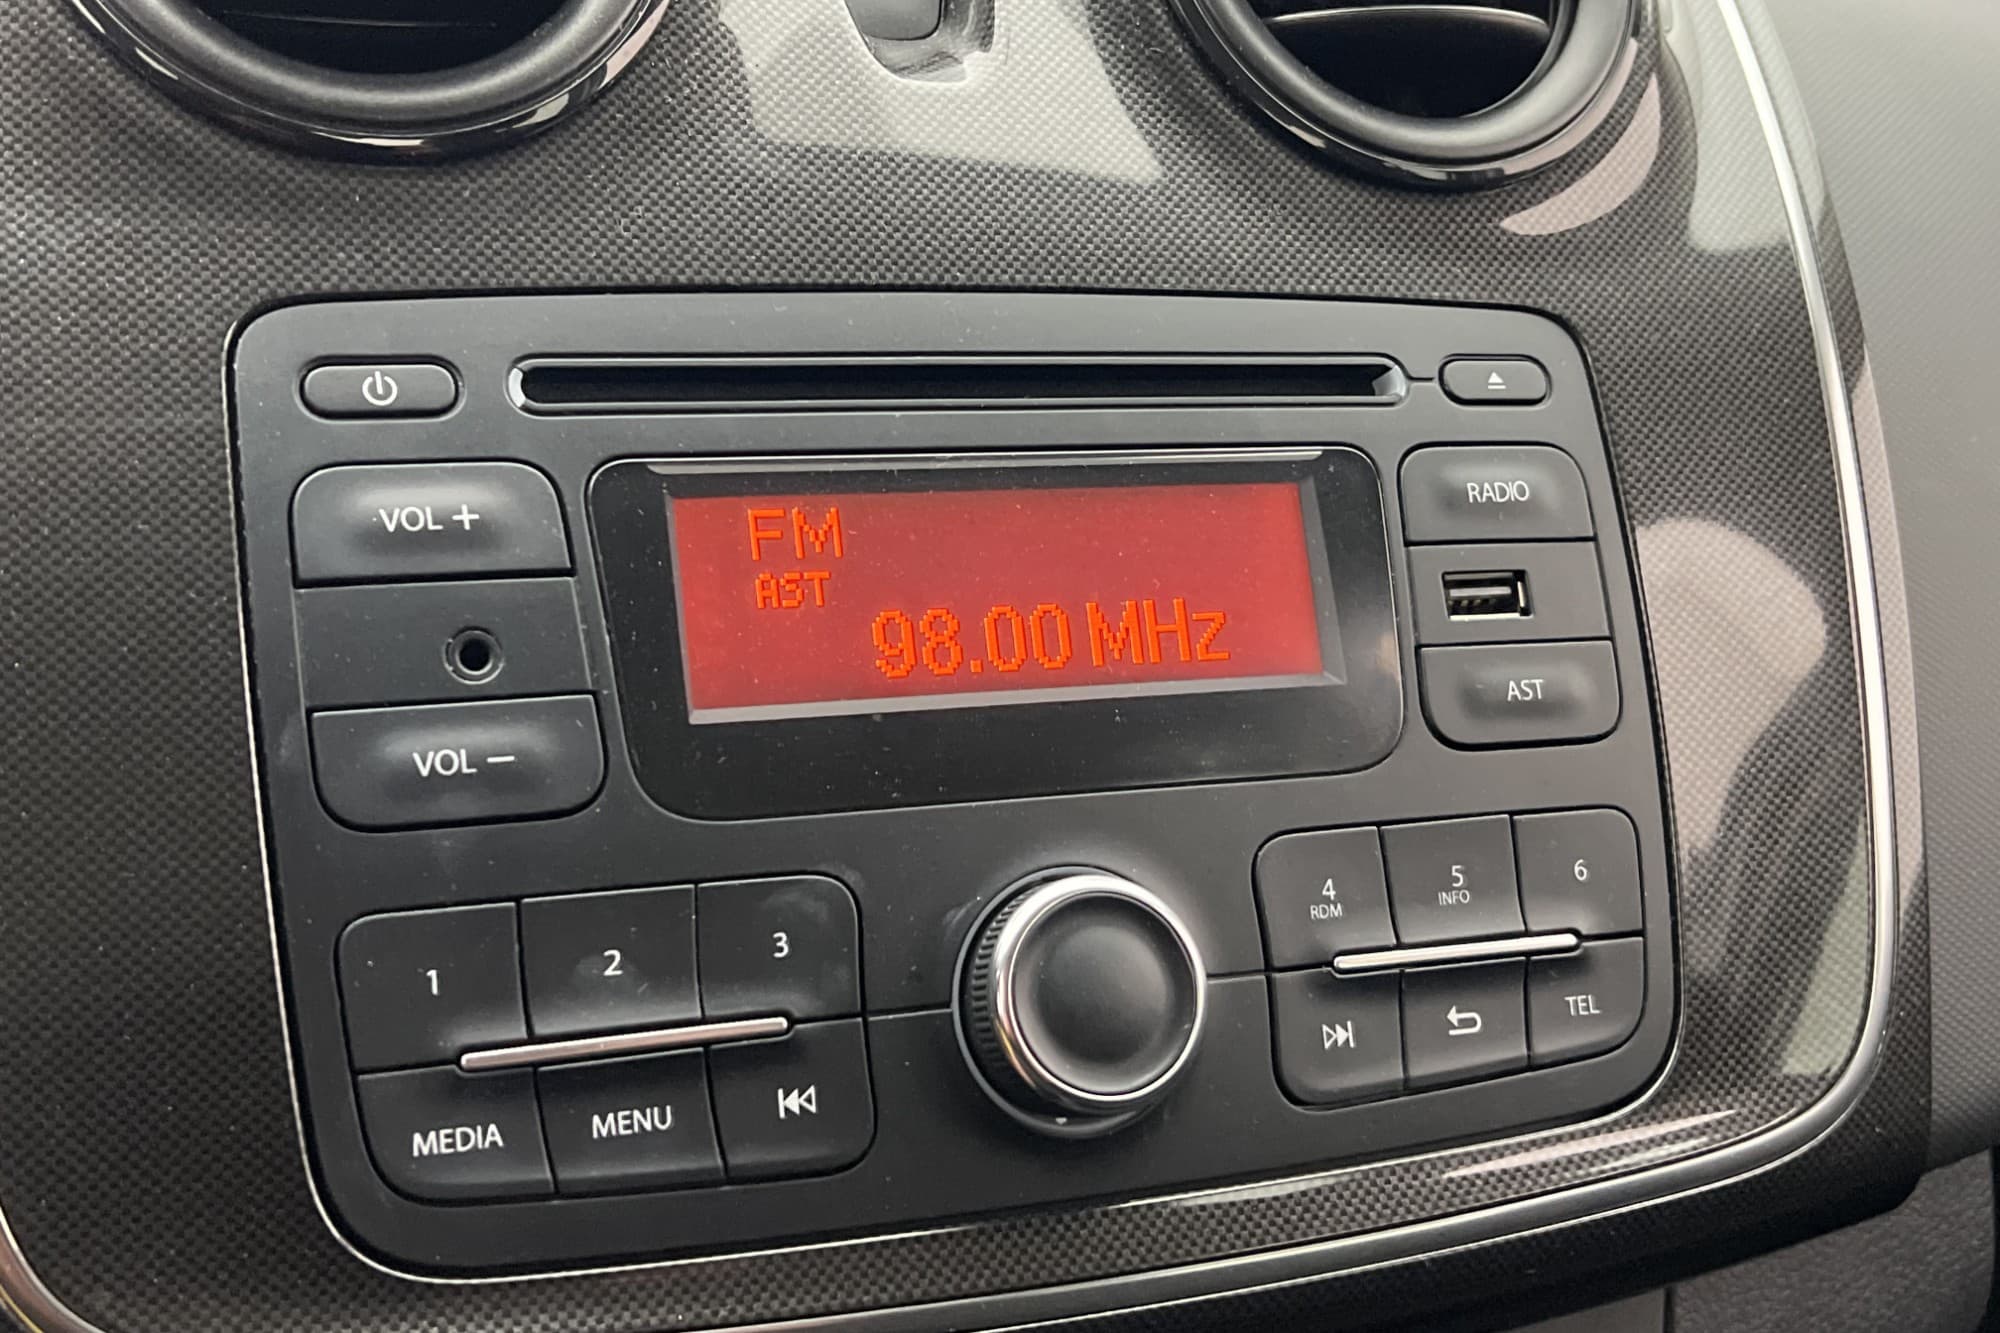 VOL +
VOL −
FM
AST
98.00 MHz
RADIO
AST
1
2
3
MEDIA
MENU
4
RDM
5
INFO
6
TEL